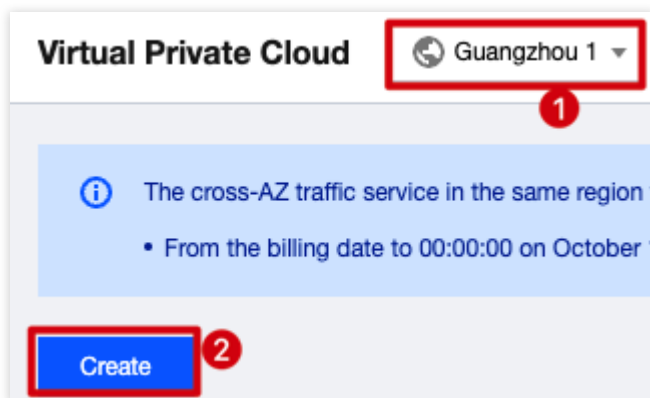 Virtual Private Cloud Guangzhou 1
1
The cross-AZ traffic service in the same region
• From the billing date to 00:00:00 on October
Create 2